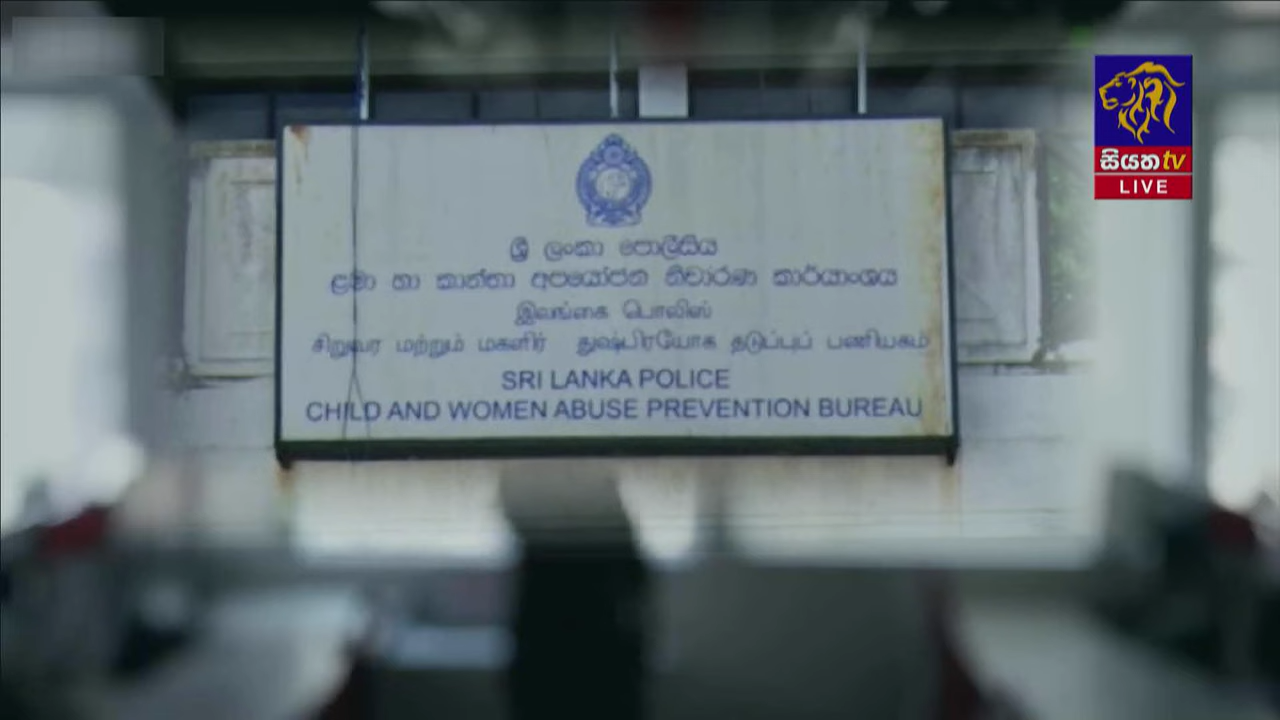 ශ්‍රී ලංකා පොලීසිය
ළමා හා කාන්තා අපයෝජන නිවාරණ කාර්යාංශය
இலங்கை பொலிஸ்
சிறுவர் மற்றும் மகளிர் துஷ்பிரயோக தடுப்புப் பணியகம்
SRI LANKA POLICE
CHILD AND WOMEN ABUSE PREVENTION BUREAU
සියත tv
LIVE